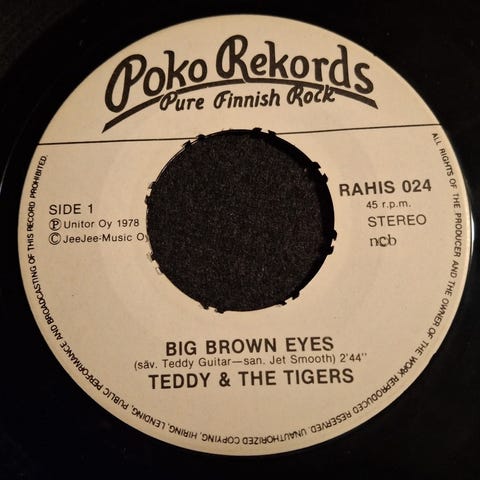 Poko Rekords
Pure Finnish Rock
SIDE 1
Ⓟ Unitor Oy 1978
Ⓒ JeeJee-Music Oy
RAHIS 024
45 r.p.m.
STEREO
ncb
BIG BROWN EYES
(säv. Teddy Guitar—san. Jet Smooth) 2'44"
TEDDY & THE TIGERS
ALL RIGHTS OF THE PRODUCER AND THE OWNER OF THE WORK REPRODUCED RESERVED. UNAUTHORIZED COPYING, HIRING, LENDING, PUBLIC PERFORMANCE AND BROADCASTING OF THIS RECORD PROHIBITED.